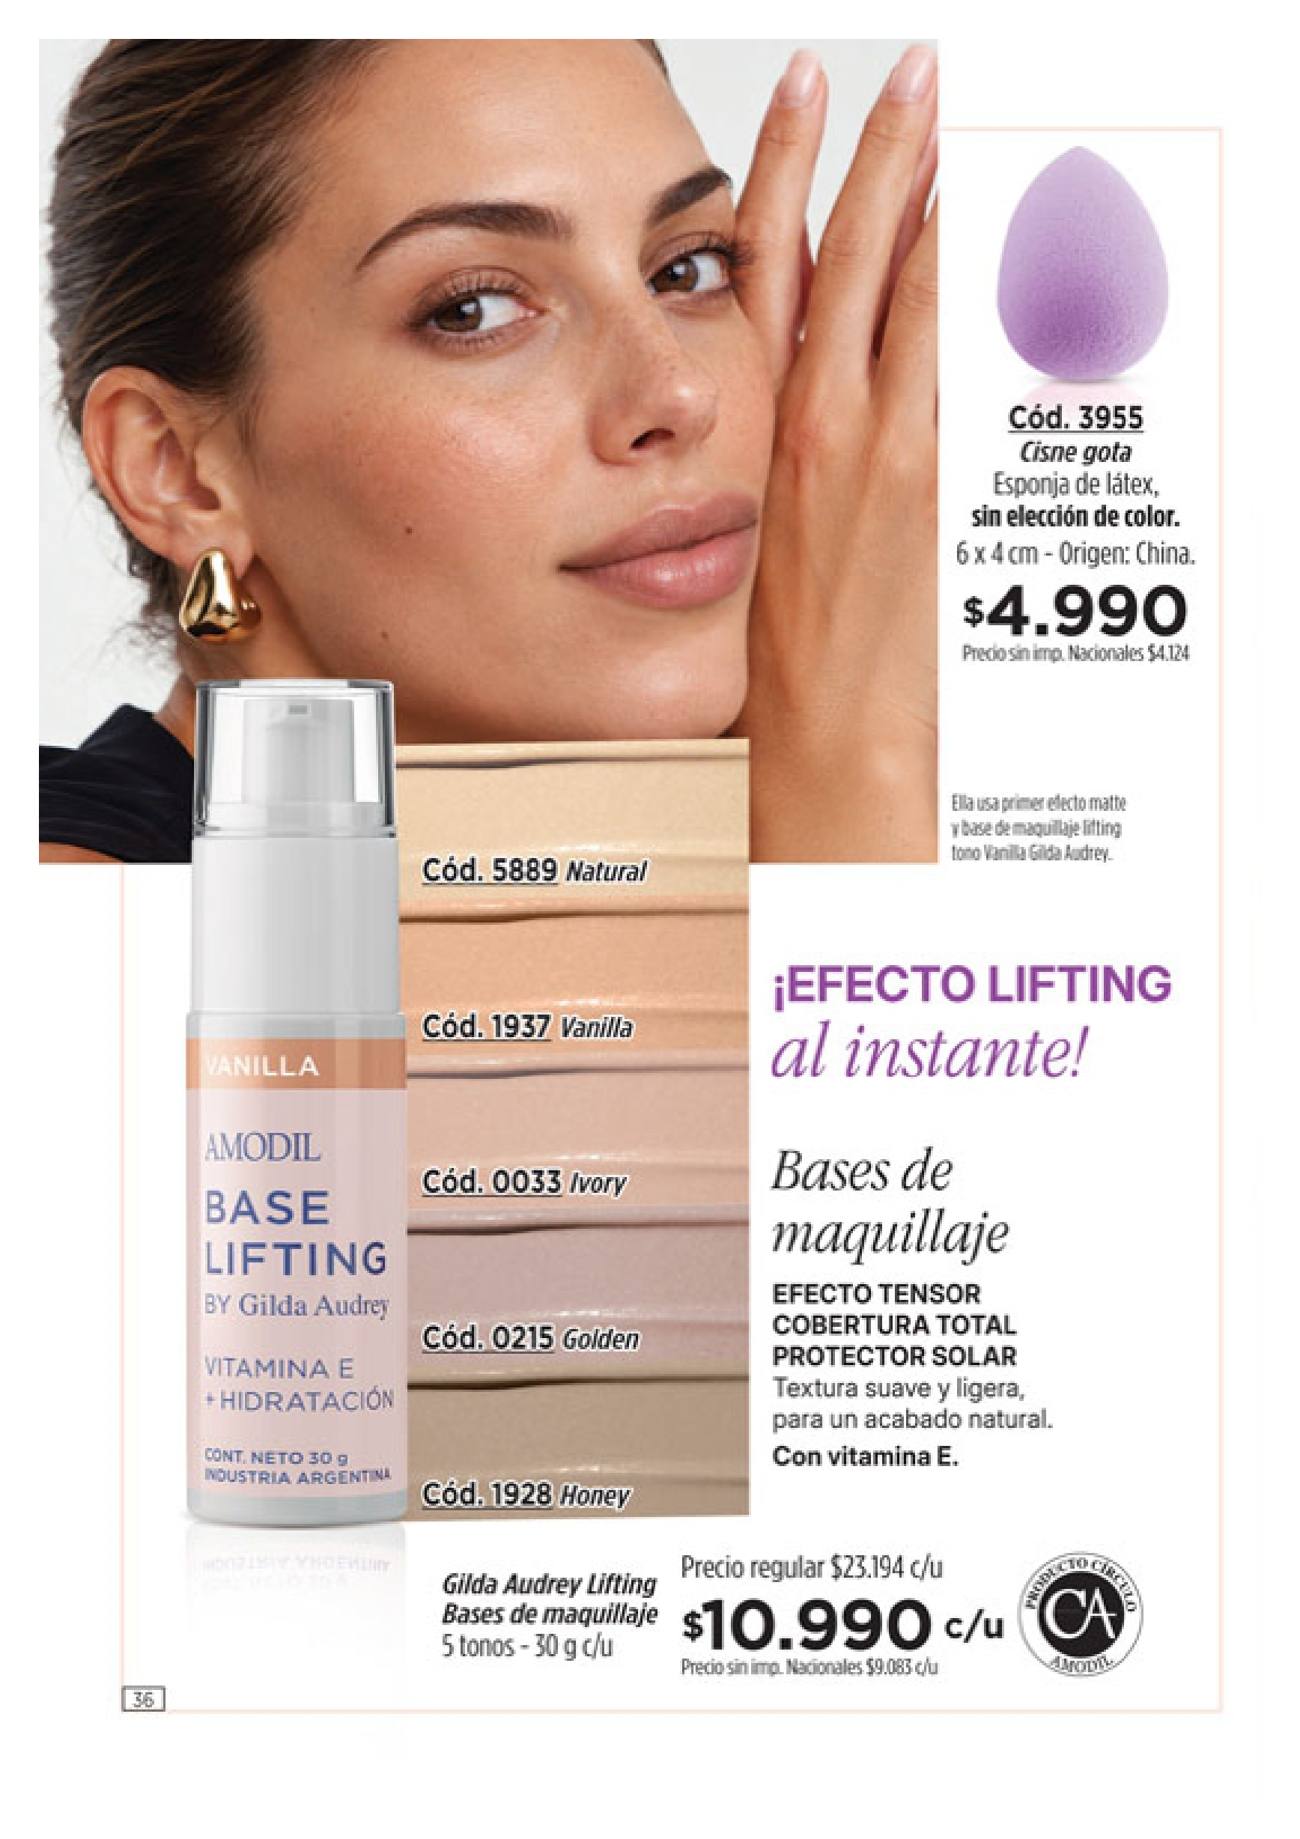 Cód. 3955
Cisne gota
Esponja de látex,
sin elección de color.
6 x 4 cm - Origen: China.
$4.990
Precio sin imp. Nacionales $4.124
Ella usa primer efecto matte
y base de maquillaje lifting
tono Vanilla Gilda Audrey.
Cód. 5889 Natural
Cód. 1937 Vanilla
Cód. 0033 Ivory
Cód. 0215 Golden
Cód. 1928 Honey
VANILLA
AMODIL
BASE
LIFTING
BY Gilda Audrey
VITAMINA E
+ HIDRATACIÓN
CONT. NETO 30 g
INDUSTRIA ARGENTINA
¡EFECTO LIFTING
al instante!
Bases de
maquillaje
EFECTO TENSOR
COBERTURA TOTAL
PROTECTOR SOLAR
Textura suave y ligera,
para un acabado natural.
Con vitamina E.
Gilda Audrey Lifting
Bases de maquillaje
5 tonos - 30 g c/u
Precio regular $23.194 c/u
$10.990 c/u
Precio sin imp. Nacionales $9.083 c/u
PRODUCTO CÍRCULO
CA
AMODIL
36